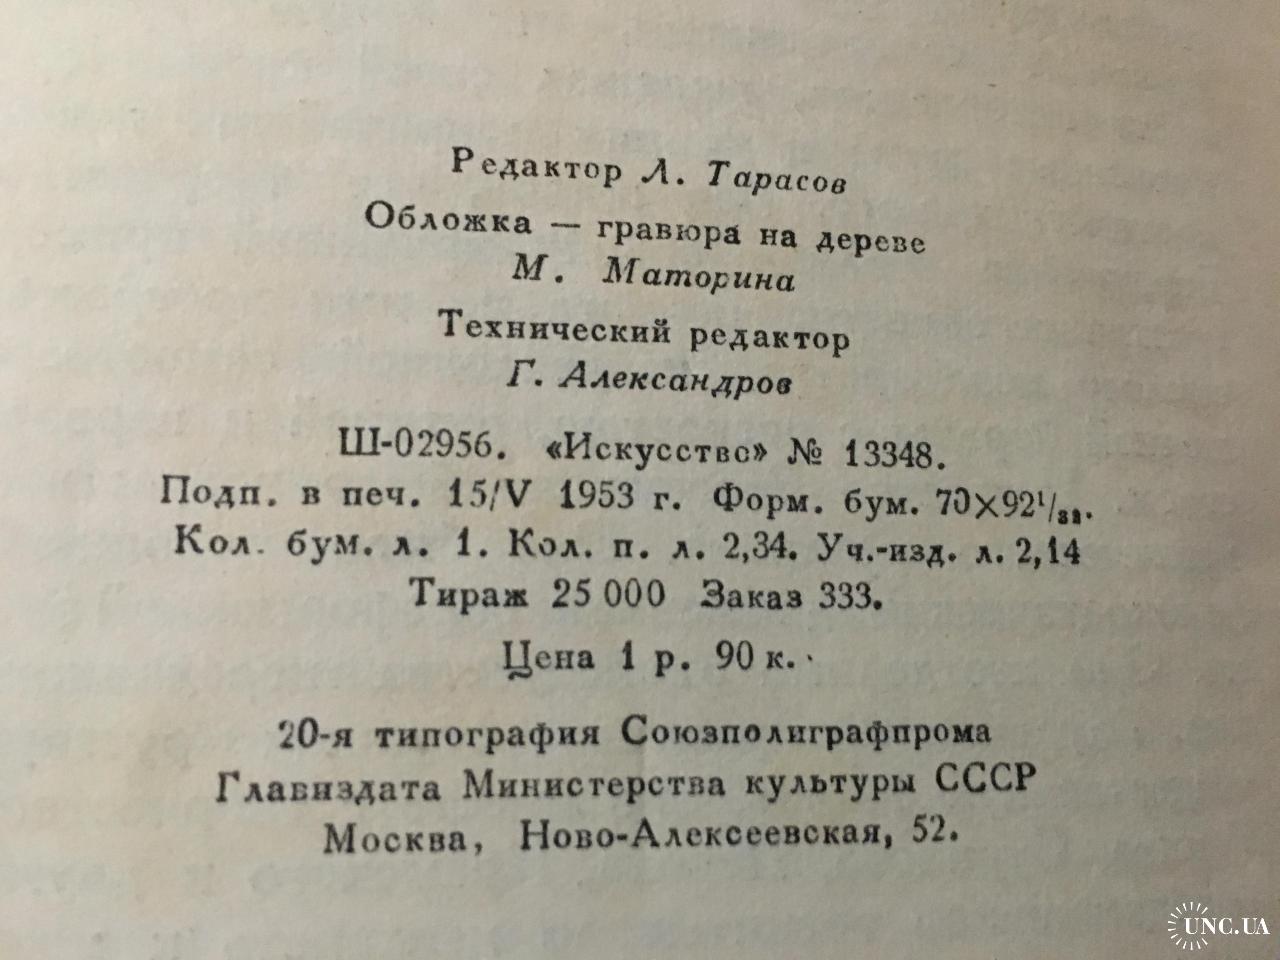 Редактор Л. Тарасов
Обложка — гравюра на дереве
М. Маторина
Технический редактор
Г. Александров
Ш-02956. «Искусство» № 13348.
Подп. в печ. 15/V 1953 г. Форм. бум. 70×92¹/₃₂.
Кол. бум. л. 1. Кол. п. л. 2,34. Уч.-изд. л. 2,14
Тираж 25 000 Заказ 333.
Цена 1 р. 90 к.
20-я типография Союзполиграфпрома
Главиздата Министерства культуры СССР
Москва, Ново-Алексеевская, 52.
UNC.UA